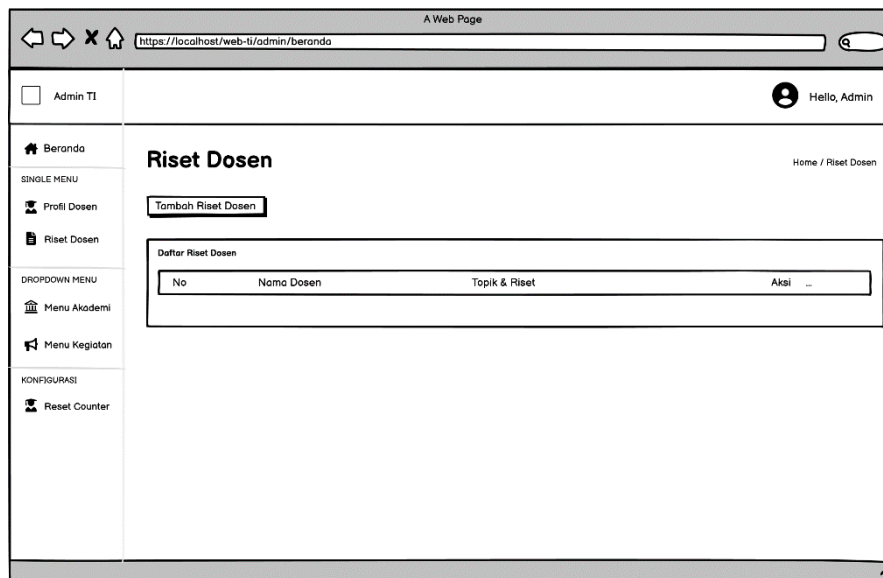 A Web Page
https://localhost/web-ti/admin/beranda
Admin TI
Hello, Admin
Beranda
SINGLE MENU
Profil Dosen
Riset Dosen
DROPDOWN MENU
Menu Akademi
Menu Kegiatan
KONFIGURASI
Reset Counter
Riset Dosen
Home / Riset Dosen
Tambah Riset Dosen
Daftar Riset Dosen
No Nama Dosen Topik & Riset Aksi ...